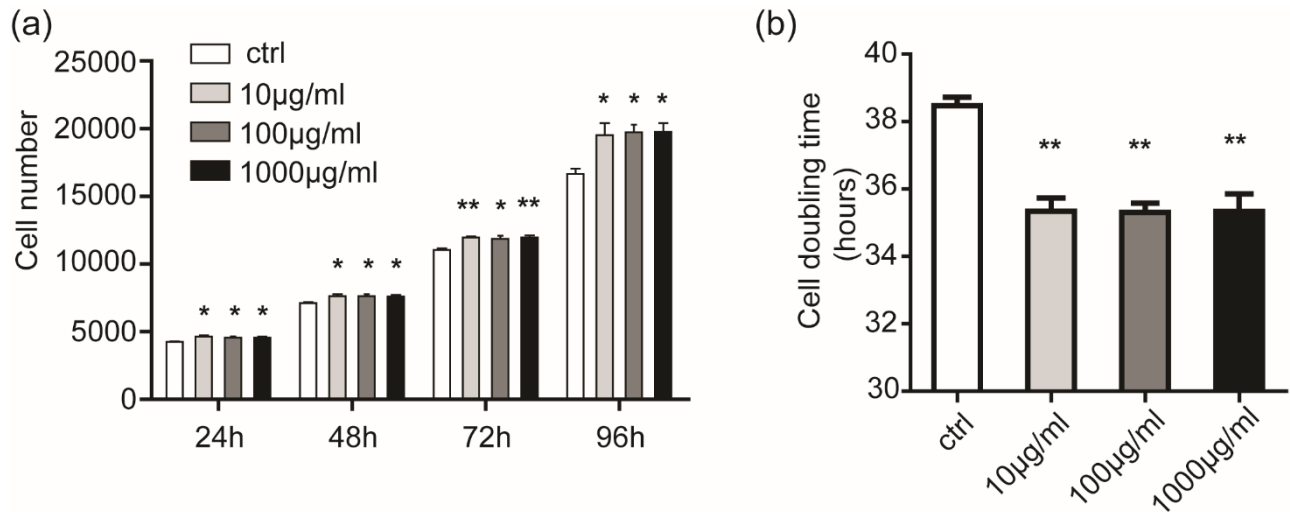 (a)
ctrl
10µg/ml
100µg/ml
1000µg/ml
Cell number
25000
20000
15000
10000
5000
0
* * *
* * *
** * **
* * *
24h 48h 72h 96h
(b)
Cell doubling time
(hours)
40
38
36
34
32
30
** ** **
ctrl
10µg/ml
100µg/ml
1000µg/ml